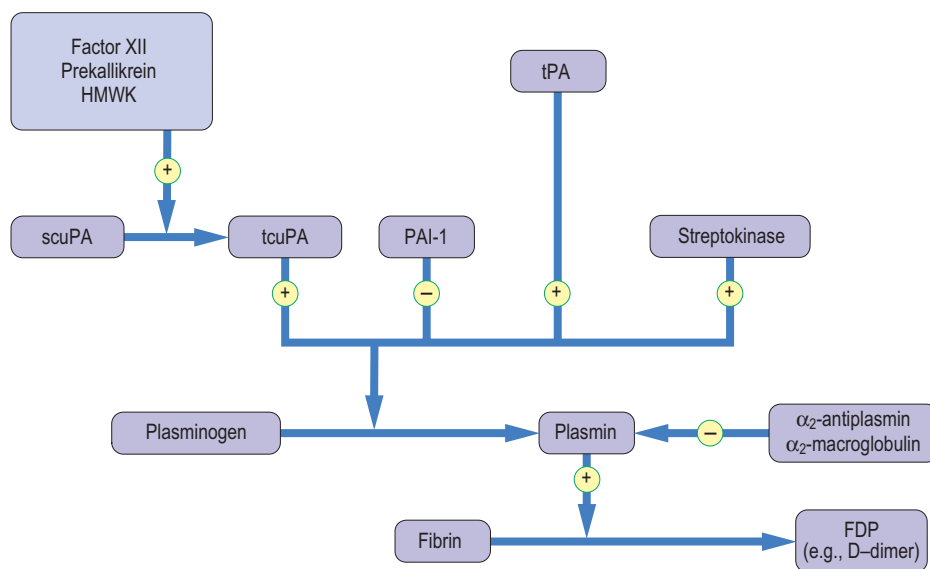 Factor XII
Prekallikrein
HMWK
tPA
+
scuPA
tcuPA
PAI-1
Streptokinase
+
−
+
+
Plasminogen
Plasmin
−
α₂-antiplasmin
α₂-macroglobulin
+
Fibrin
FDP
(e.g., D–dimer)